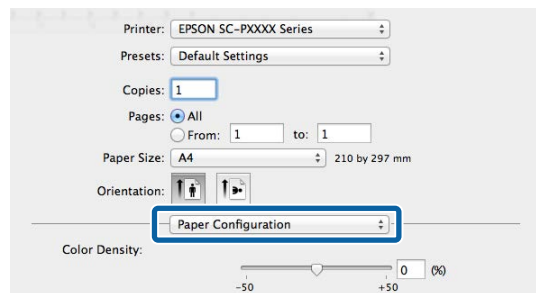 Printer: EPSON SC-PXXXX Series
Presets: Default Settings
Copies: 1
Pages: All
From: 1 to: 1
Paper Size: A4 210 by 297 mm
Orientation:
Paper Configuration
Color Density:
0 (%)
-50 +50